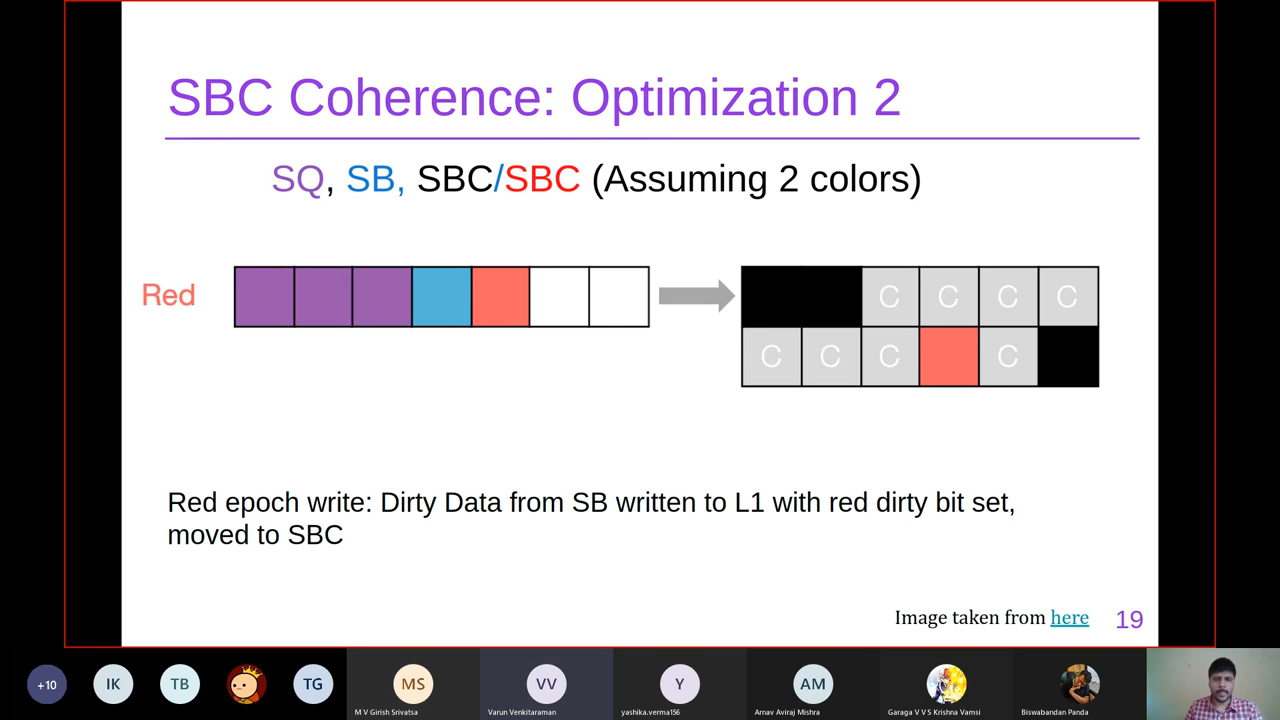 SBC Coherence: Optimization 2
SQ, SB, SBC/SBC (Assuming 2 colors)
Red
C C C C
C C C C
Red epoch write: Dirty Data from SB written to L1 with red dirty bit set,
moved to SBC
Image taken from here 19
+10 IK TB TG MS VV Y AM
M V Girish Srivatsa Varun Venkitaraman yashika.verma156 Arnav Aviraj Mishra Garaga V V S Krishna Vamsi Biswabandan Panda